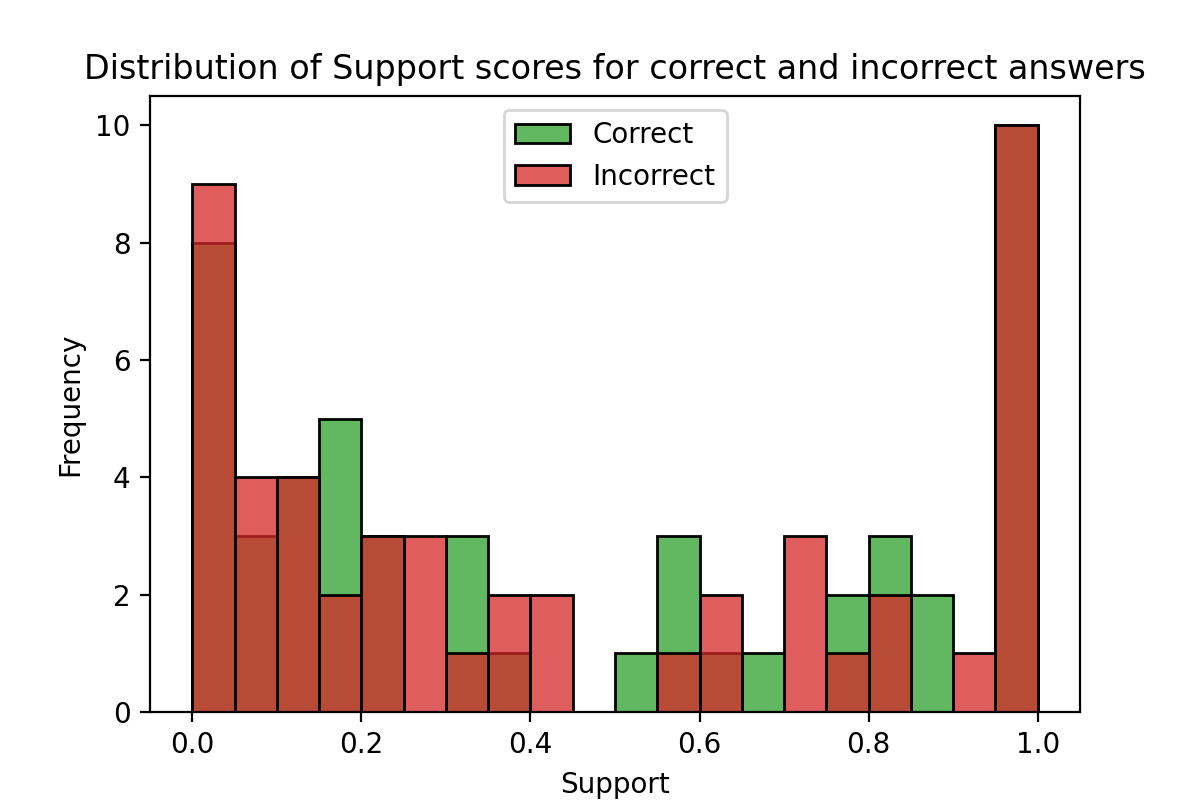 Distribution of Support scores for correct and incorrect answers
Correct
Incorrect
Frequency
10
8
6
4
2
0
0.0 0.2 0.4 0.6 0.8 1.0
Support